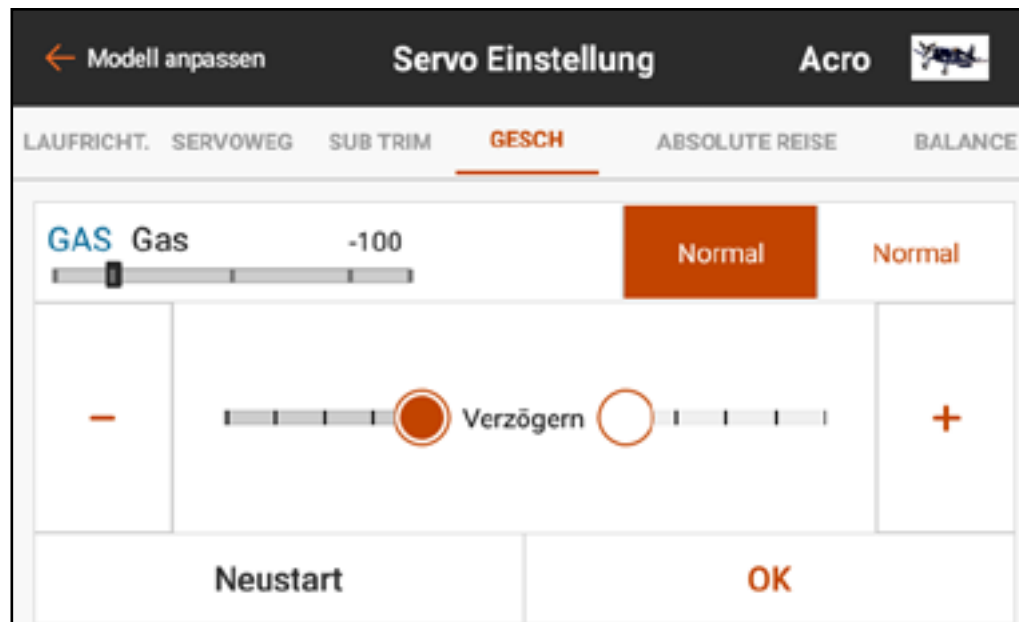 ← Modell anpassen Servo Einstellung Acro
LAUFRICHT. SERVOWEG SUB TRIM GESCH ABSOLUTE REISE BALANCE
GAS Gas -100 Normal Normal
- Verzögern +
Neustart OK